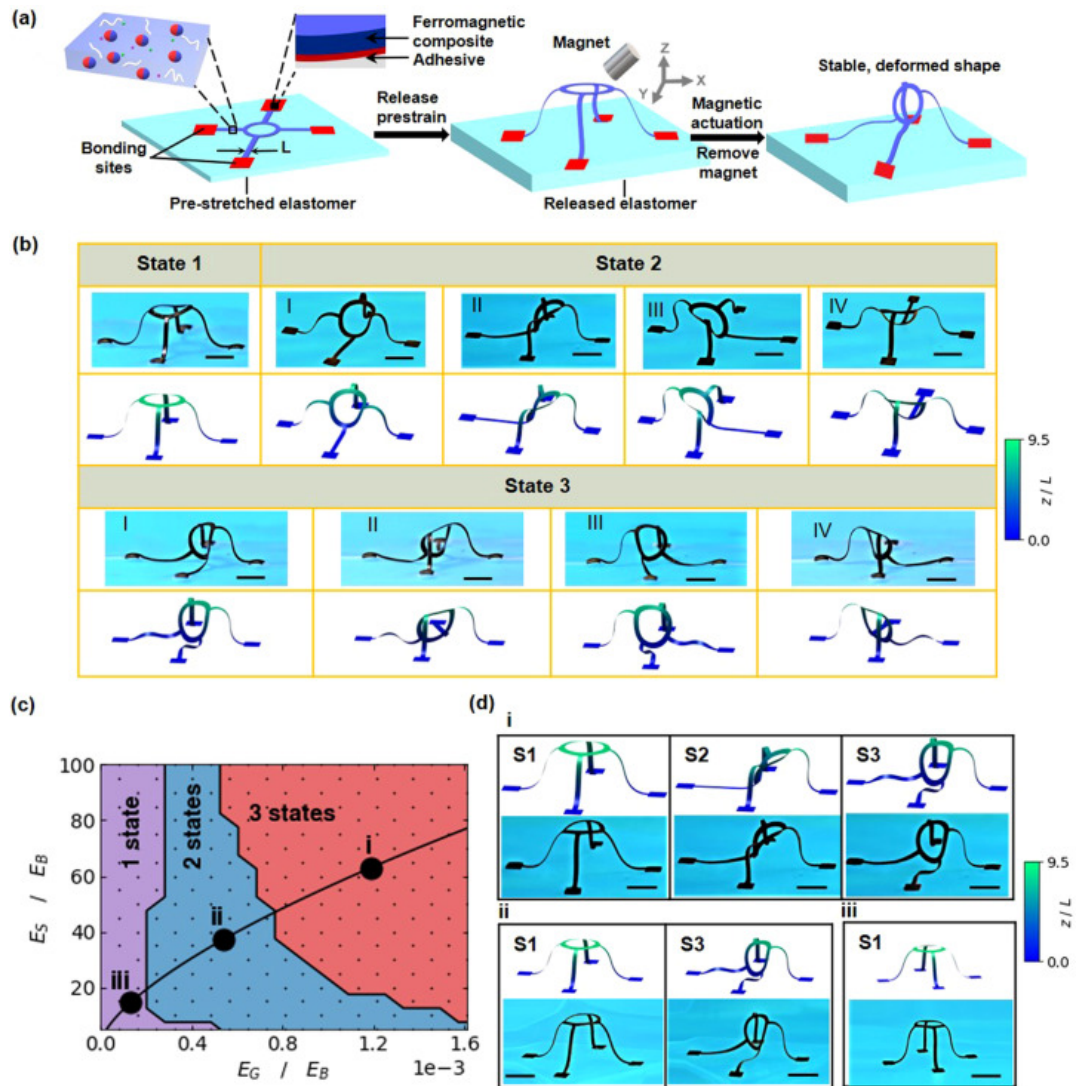 (a)
Ferromagnetic
composite
Adhesive
Magnet
Z
X
Y
Stable, deformed shape
Release
prestrain
Magnetic
actuation
Remove
magnet
Bonding
sites
L
Pre-stretched elastomer
Released elastomer
(b)
State 1
State 2
I
II
III
IV
State 3
I
II
III
IV
9.5
z / L
0.0
(c)
100
80
60
40
20
E_S / E_B
1 state
2 states
3 states
i
ii
iii
0.0
0.4
0.8
1.2
1.6
1e−3
E_G / E_B
(d)
i
S1
S2
S3
ii
S1
S3
iii
S1
9.5
z / L
0.0